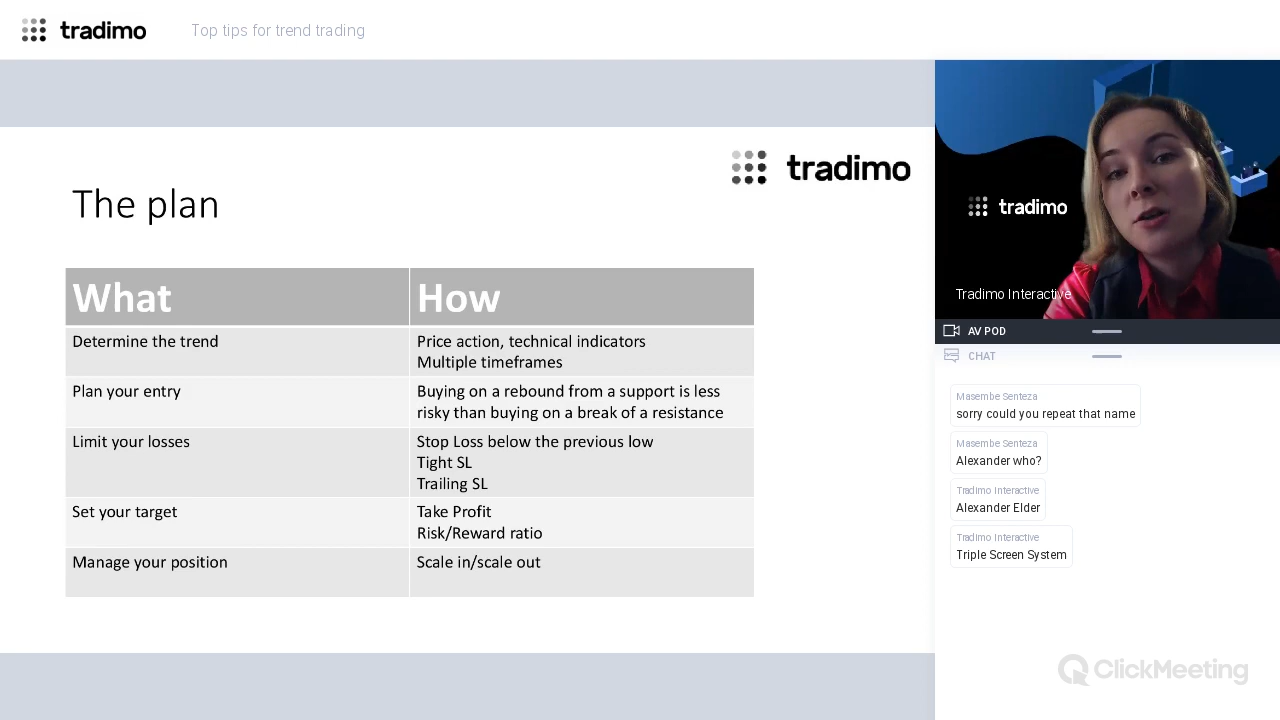 tradimo
Top tips for trend trading
tradimo
The plan
What
How
Determine the trend
Price action, technical indicators
Multiple timeframes
Plan your entry
Buying on a rebound from a support is less
risky than buying on a break of a resistance
Limit your losses
Stop Loss below the previous low
Tight SL
Trailing SL
Set your target
Take Profit
Risk/Reward ratio
Manage your position
Scale in/scale out
tradimo
Tradimo Interactive
AV POD
CHAT
Masembe Senteza
sorry could you repeat that name
Masembe Senteza
Alexander who?
Tradimo Interactive
Alexander Elder
Tradimo Interactive
Triple Screen System
ClickMeeting